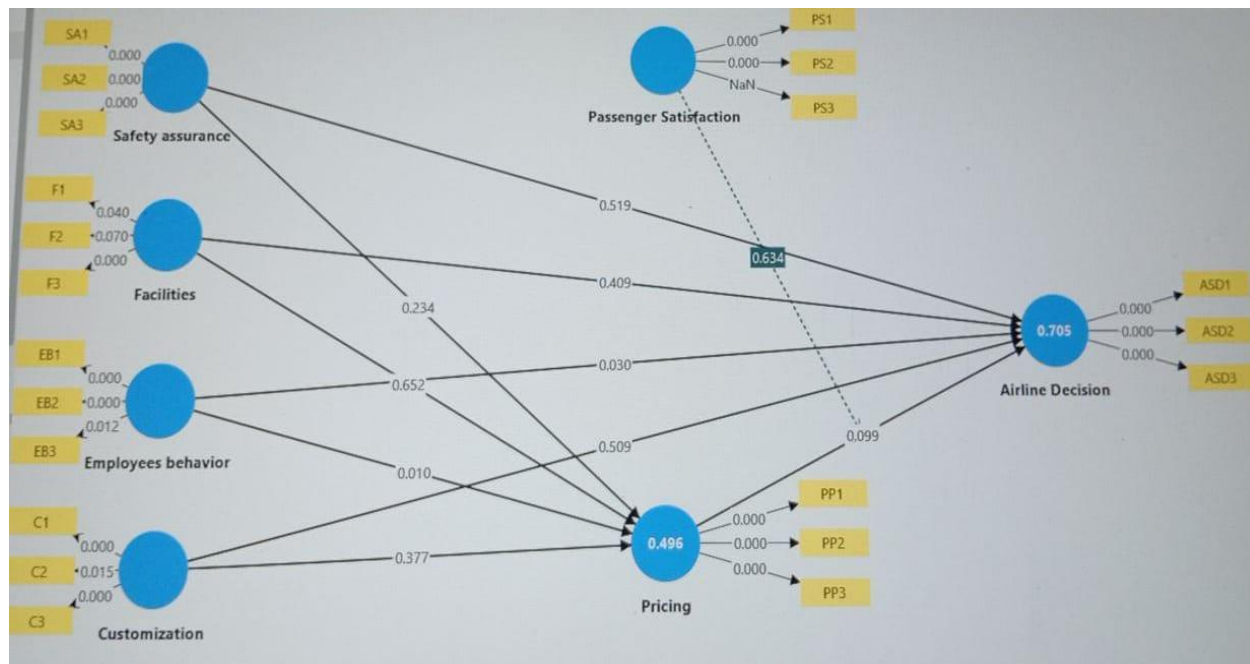 SA1
0.000
SA2
0.000
0.000
SA3
Safety assurance
PS1
0.000
0.000
PS2
NaN
PS3
Passenger Satisfaction
F1
0.040
F2
0.070
0.000
F3
Facilities
0.519
0.634
0.409
0.234
ASD1
0.000
0.705
0.000
ASD2
0.000
ASD3
Airline Decision
EB1
0.000
EB2
0.000
0.012
EB3
Employees behavior
0.030
0.652
0.509
0.099
0.010
C1
0.000
C2
0.015
0.000
C3
Customization
0.377
PP1
0.000
0.496
0.000
PP2
0.000
PP3
Pricing